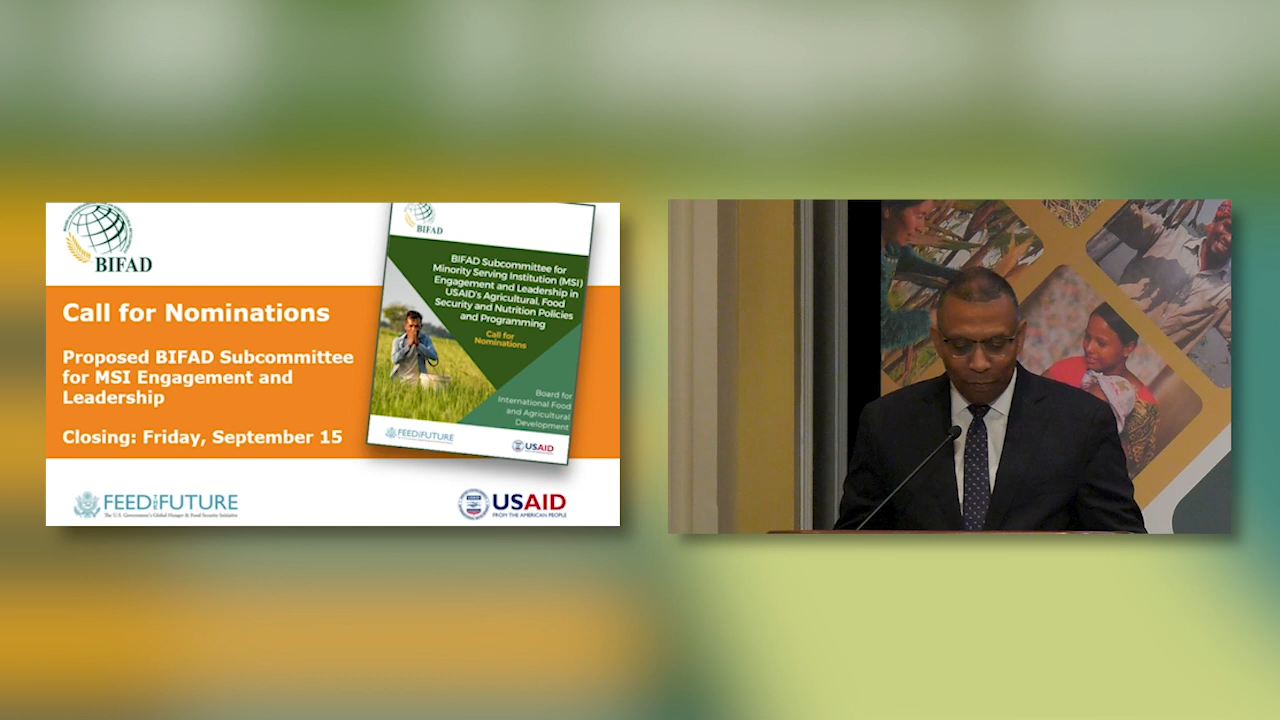 BIFAD
Call for Nominations
Proposed BIFAD Subcommittee
for MSI Engagement and
Leadership
Closing: Friday, September 15
FEED THE FUTURE
The U.S. Government's Global Hunger & Food Security Initiative
USAID
FROM THE AMERICAN PEOPLE
BIFAD
BIFAD Subcommittee for
Minority Serving Institution (MSI)
Engagement and Leadership in
USAID's Agricultural, Food
Security and Nutrition Policies
and Programming
Call for
Nominations
Board for
International Food
and Agricultural
Development
FEED THE FUTURE
USAID